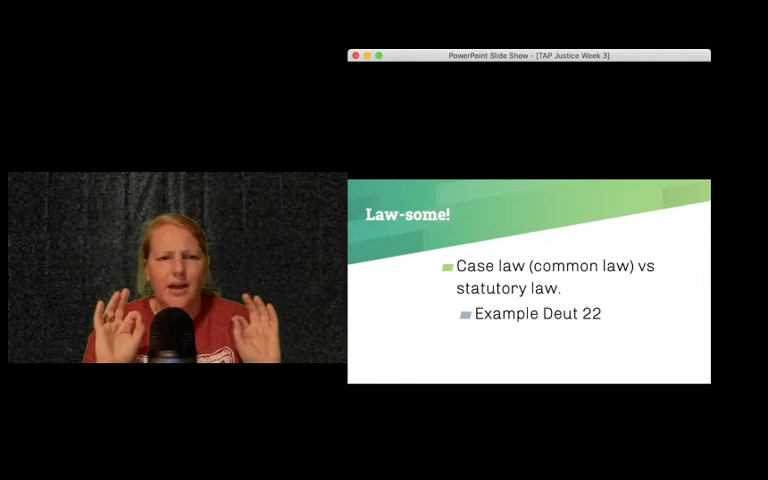 PowerPoint Slide Show - [TAP Justice Week 3]
Law-some!
Case law (common law) vs
statutory law.
Example Deut 22